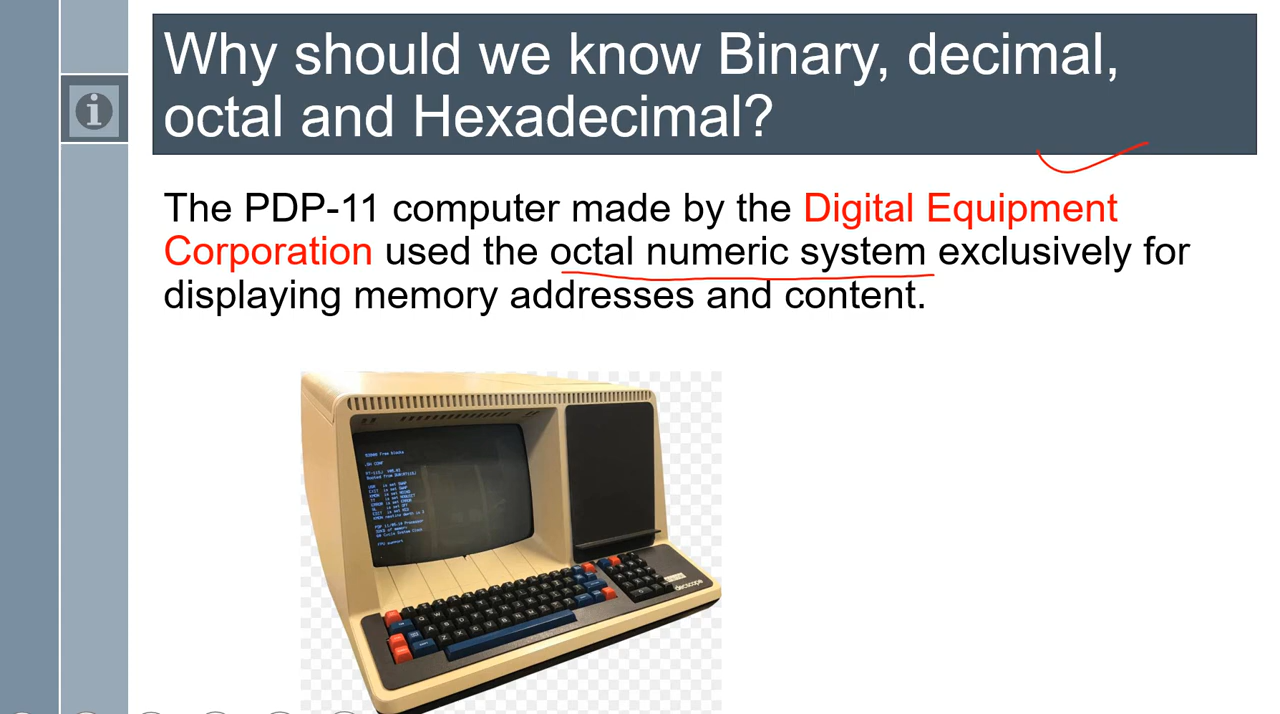 Why should we know Binary, decimal,
octal and Hexadecimal?
The PDP-11 computer made by the Digital Equipment
Corporation used the octal numeric system exclusively for
displaying memory addresses and content.
decscope